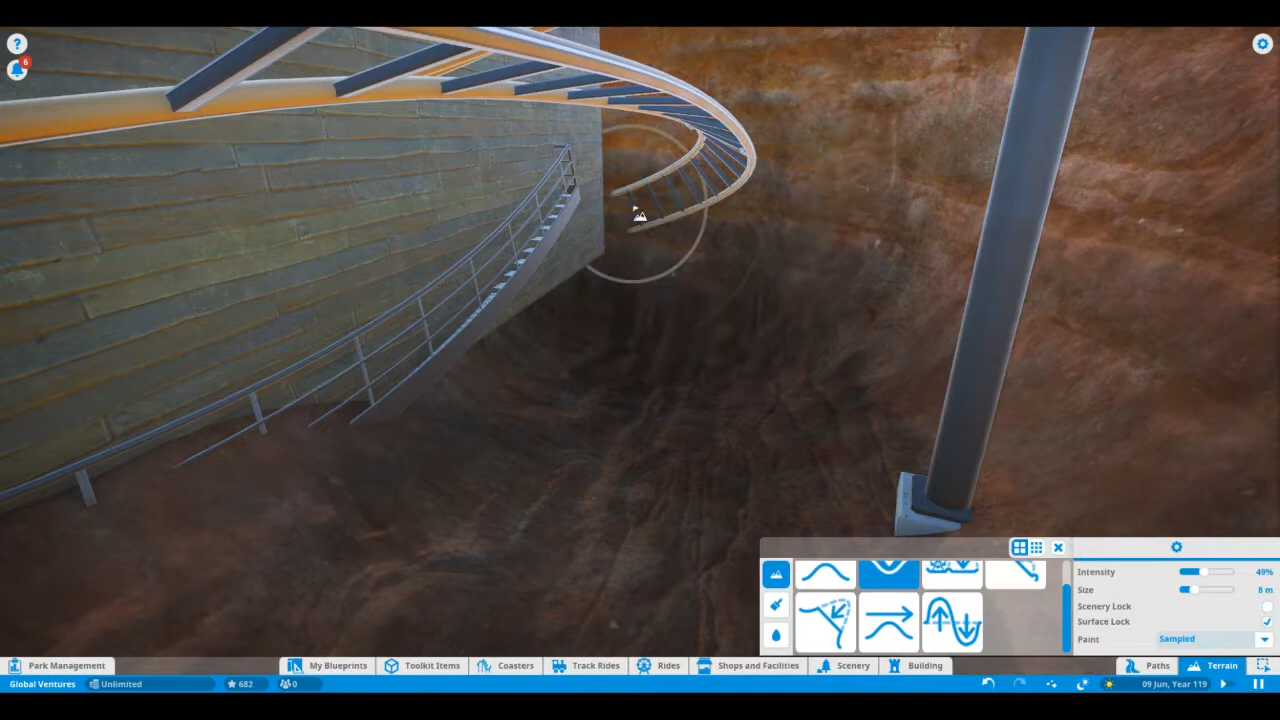 ?
6
Intensity 49%
Size 8 m
Scenery Lock
Surface Lock
Paint Sampled
Park Management My Blueprints Toolkit Items Coasters Track Rides Rides Shops and Facilities Scenery Building Paths Terrain
Global Ventures Unlimited 682 0 09 Jun, Year 119